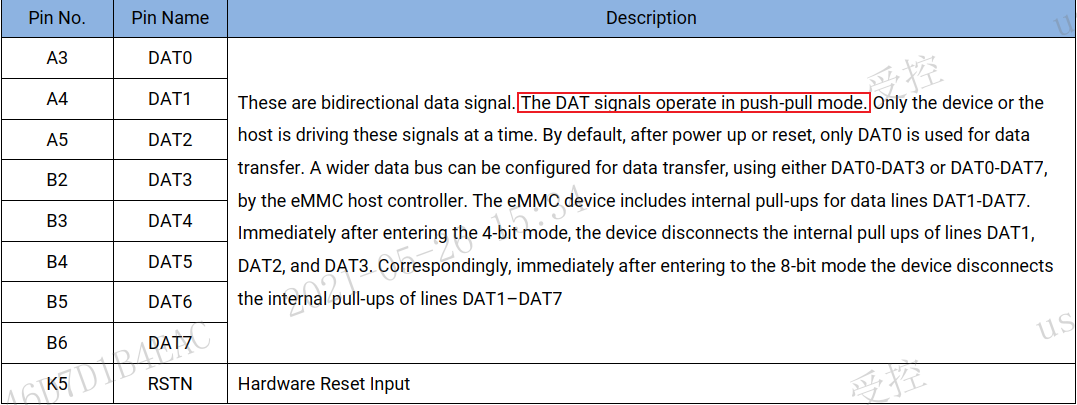 Pin No. Pin Name Description
A3 DAT0
A4 DAT1
A5 DAT2
B2 DAT3
B3 DAT4
B4 DAT5
B5 DAT6
B6 DAT7
These are bidirectional data signal. The DAT signals operate in push-pull mode. Only the device or the
host is driving these signals at a time. By default, after power up or reset, only DAT0 is used for data
transfer. A wider data bus can be configured for data transfer, using either DAT0-DAT3 or DAT0-DAT7,
by the eMMC host controller. The eMMC device includes internal pull-ups for data lines DAT1-DAT7.
Immediately after entering the 4-bit mode, the device disconnects the internal pull ups of lines DAT1,
DAT2, and DAT3. Correspondingly, immediately after entering to the 8-bit mode the device disconnects
the internal pull-ups of lines DAT1–DAT7
K5 RSTN Hardware Reset Input
受控
2021-05-26 15:34
us
46D7D1B4EAC
受控
us